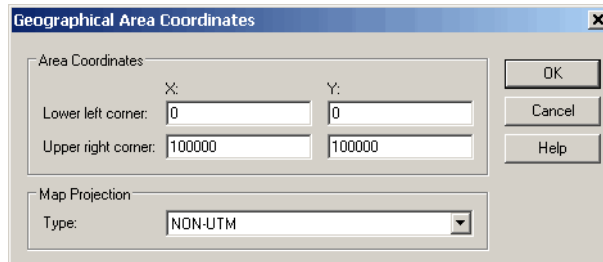 Geographical Area Coordinates
Area Coordinates
X: Y:
Lower left corner: 0 0
Upper right corner: 100000 100000
Map Projection
Type: NON-UTM
OK
Cancel
Help